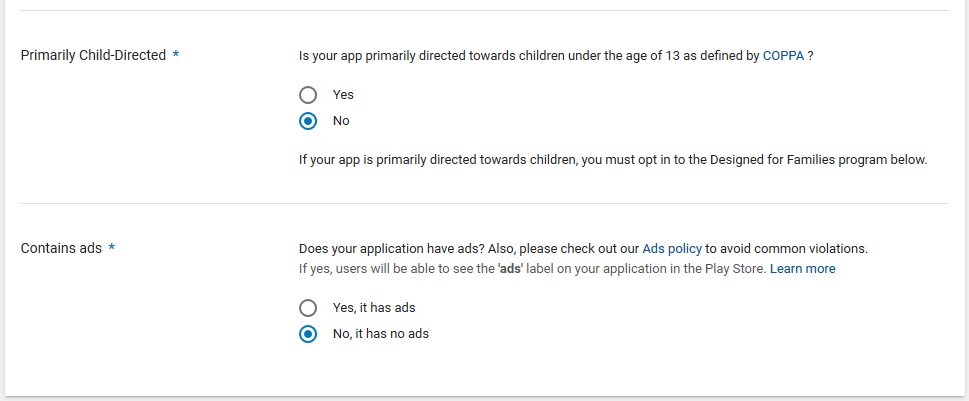 Primarily Child-Directed *
Is your app primarily directed towards children under the age of 13 as defined by COPPA ?
Yes
No
If your app is primarily directed towards children, you must opt in to the Designed for Families program below.
Contains ads *
Does your application have ads? Also, please check out our Ads policy to avoid common violations.
If yes, users will be able to see the 'ads' label on your application in the Play Store. Learn more
Yes, it has ads
No, it has no ads